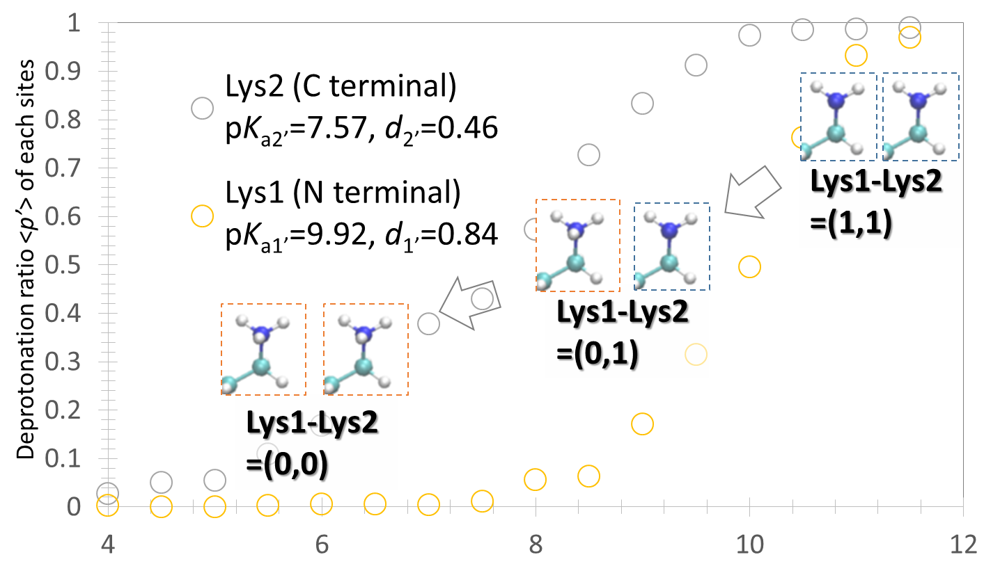 Deprotonation ratio <p′> of each sites
1
0.9
0.8
0.7
0.6
0.5
0.4
0.3
0.2
0.1
0
4
6
8
10
12
Lys2 (C terminal)
pKa2′=7.57, d2′=0.46
Lys1 (N terminal)
pKa1′=9.92, d1′=0.84
Lys1-Lys2
=(1,1)
Lys1-Lys2
=(0,1)
Lys1-Lys2
=(0,0)